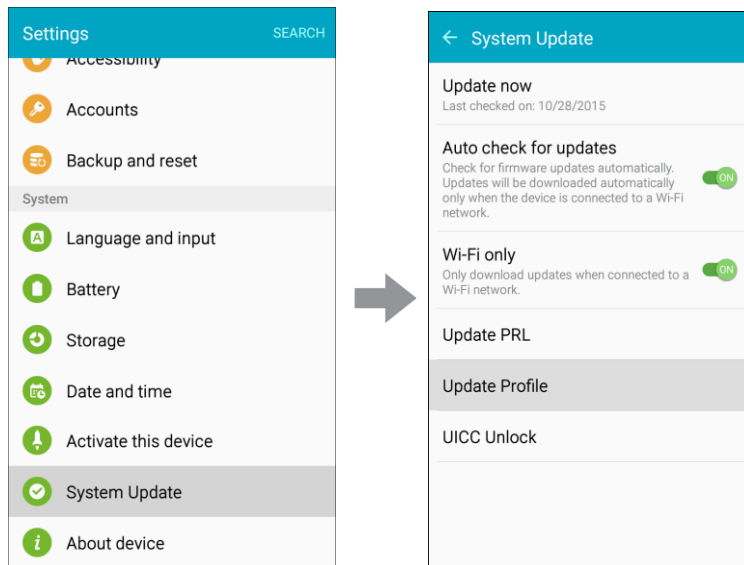 Settings
SEARCH
Accessibility
Accounts
Backup and reset
System
Language and input
Battery
Storage
Date and time
Activate this device
System Update
About device
System Update
Update now
Last checked on: 10/28/2015
Auto check for updates
Check for firmware updates automatically.
Updates will be downloaded automatically
only when the device is connected to a Wi-Fi
network.
ON
Wi-Fi only
Only download updates when connected to a
Wi-Fi network.
ON
Update PRL
Update Profile
UICC Unlock